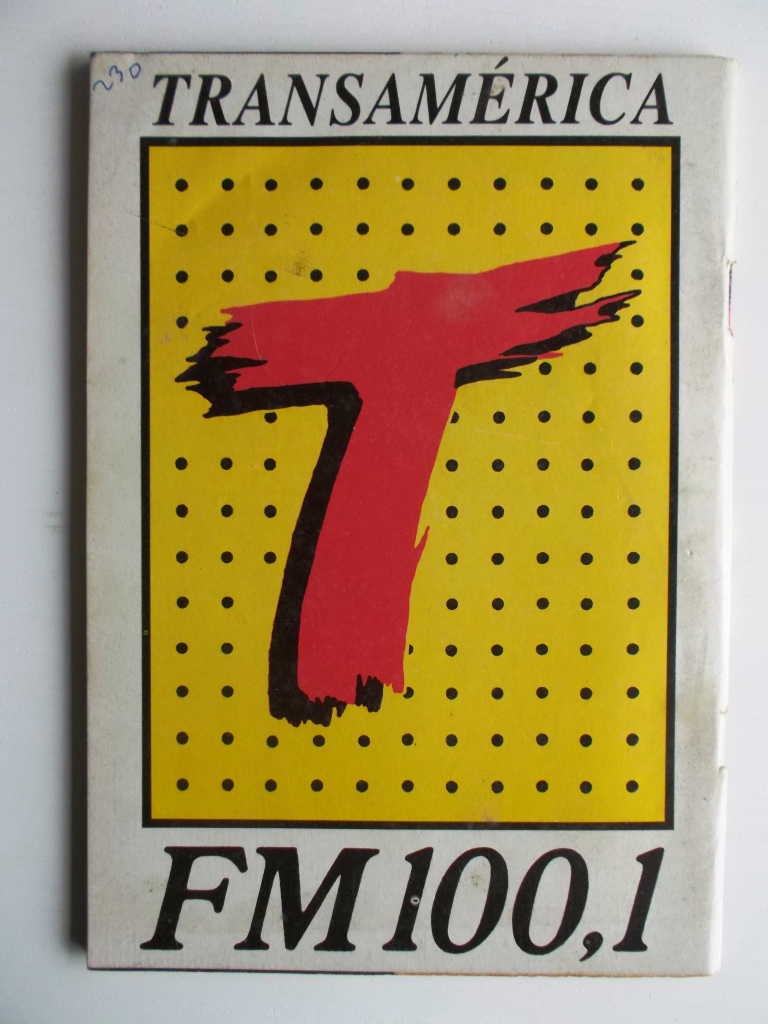 230
TRANSAMÉRICA
T
FM 100,1